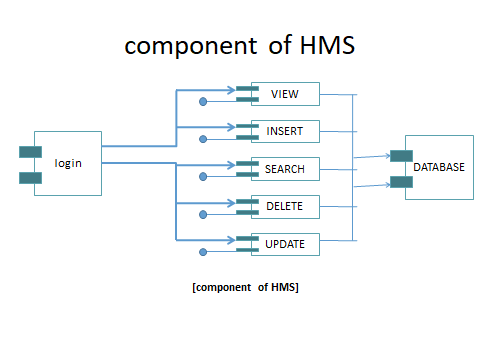 component of HMS
VIEW
INSERT
login
SEARCH
DATABASE
DELETE
UPDATE
[component of HMS]